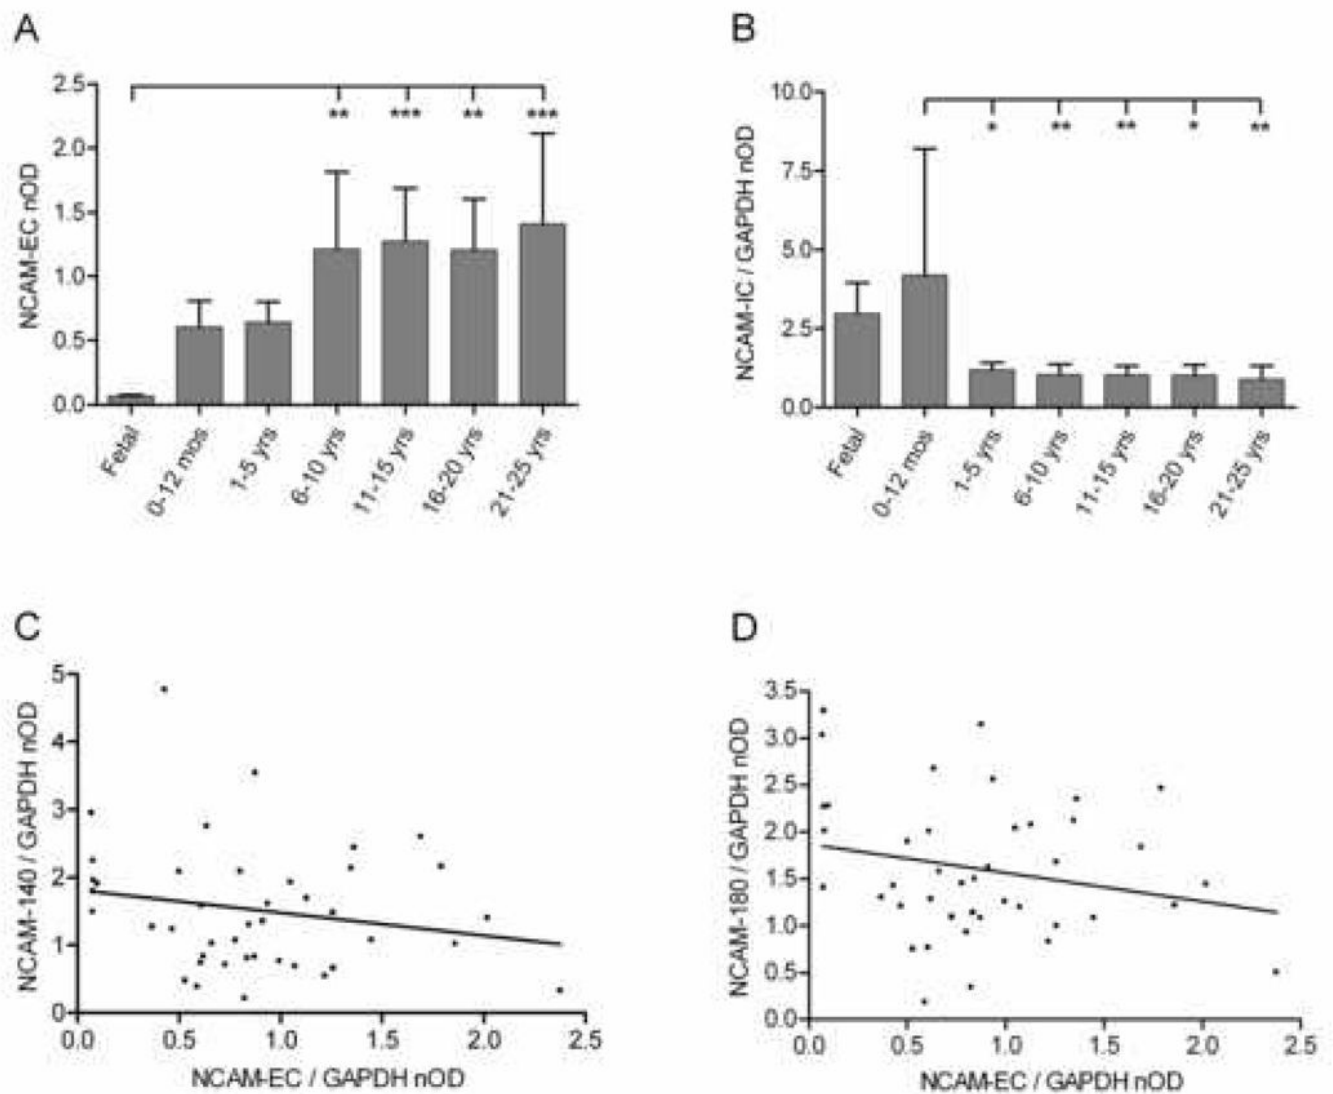 A
NCAM-EC nOD
2.5
2.0
1.5
1.0
0.5
0.0
** *** ** ***
Fetal
0-12 mos
1-5 yrs
6-10 yrs
11-15 yrs
16-20 yrs
21-25 yrs
B
NCAM-IC / GAPDH nOD
10.0
7.5
5.0
2.5
0.0
* ** ** * **
Fetal
0-12 mos
1-5 yrs
6-10 yrs
11-15 yrs
16-20 yrs
21-25 yrs
C
NCAM-140 / GAPDH nOD
5
4
3
2
1
0
0.0 0.5 1.0 1.5 2.0 2.5
NCAM-EC / GAPDH nOD
D
NCAM-180 / GAPDH nOD
3.5
3.0
2.5
2.0
1.5
1.0
0.5
0.0
0.0 0.5 1.0 1.5 2.0 2.5
NCAM-EC / GAPDH nOD